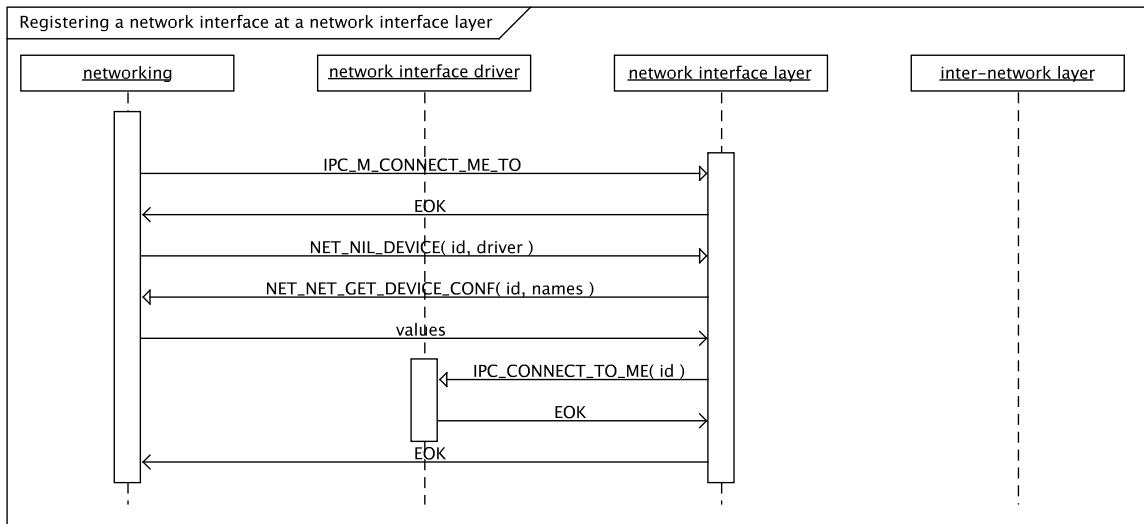 Registering a network interface at a network interface layer
networking
network interface driver
network interface layer
inter-network layer
IPC_M_CONNECT_ME_TO
EOK
NET_NIL_DEVICE( id, driver )
NET_NET_GET_DEVICE_CONF( id, names )
values
IPC_CONNECT_TO_ME( id )
EOK
EOK